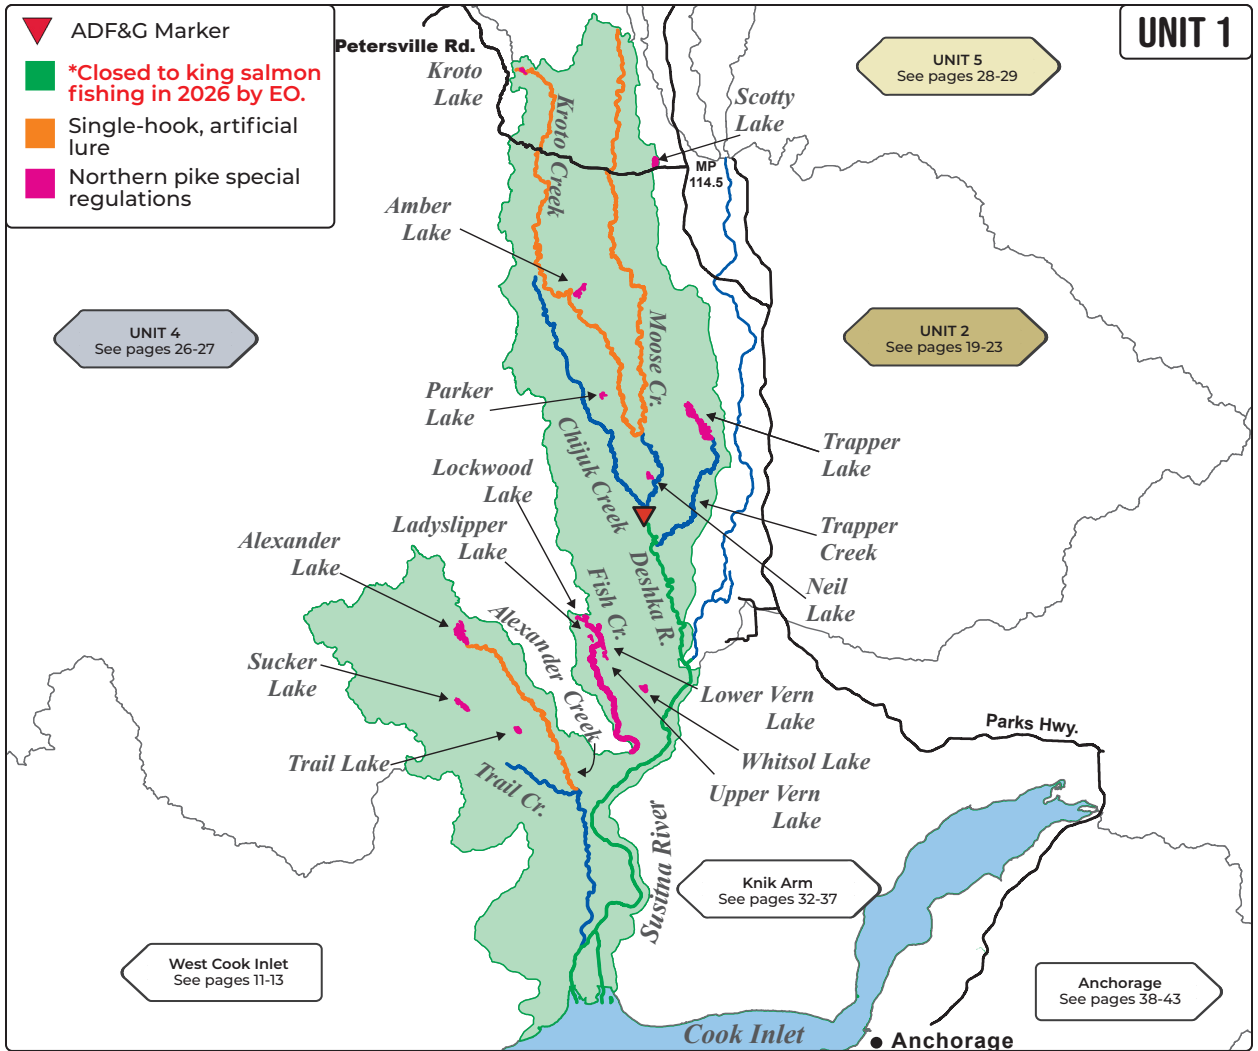 ADF&G Marker
*Closed to king salmon
fishing in 2026 by EO.
Single-hook, artificial
lure
Northern pike special
regulations
UNIT 1
Petersville Rd.
Kroto
Lake
Kroto Creek
Scotty
Lake
MP
114.5
UNIT 5
See pages 28-29
Amber
Lake
UNIT 4
See pages 26-27
Moose Cr.
UNIT 2
See pages 19-23
Parker
Lake
Chijuk Creek
Trapper
Lake
Lockwood
Lake
Ladyslipper
Lake
Trapper
Creek
Alexander
Lake
Deshka R.
Fish Cr.
Neil
Lake
Alexander Creek
Sucker
Lake
Lower Vern
Lake
Parks Hwy.
Trail Lake
Whitsol Lake
Trail Cr.
Upper Vern
Lake
Susitna River
Knik Arm
See pages 32-37
West Cook Inlet
See pages 11-13
Anchorage
See pages 38-43
Cook Inlet
Anchorage